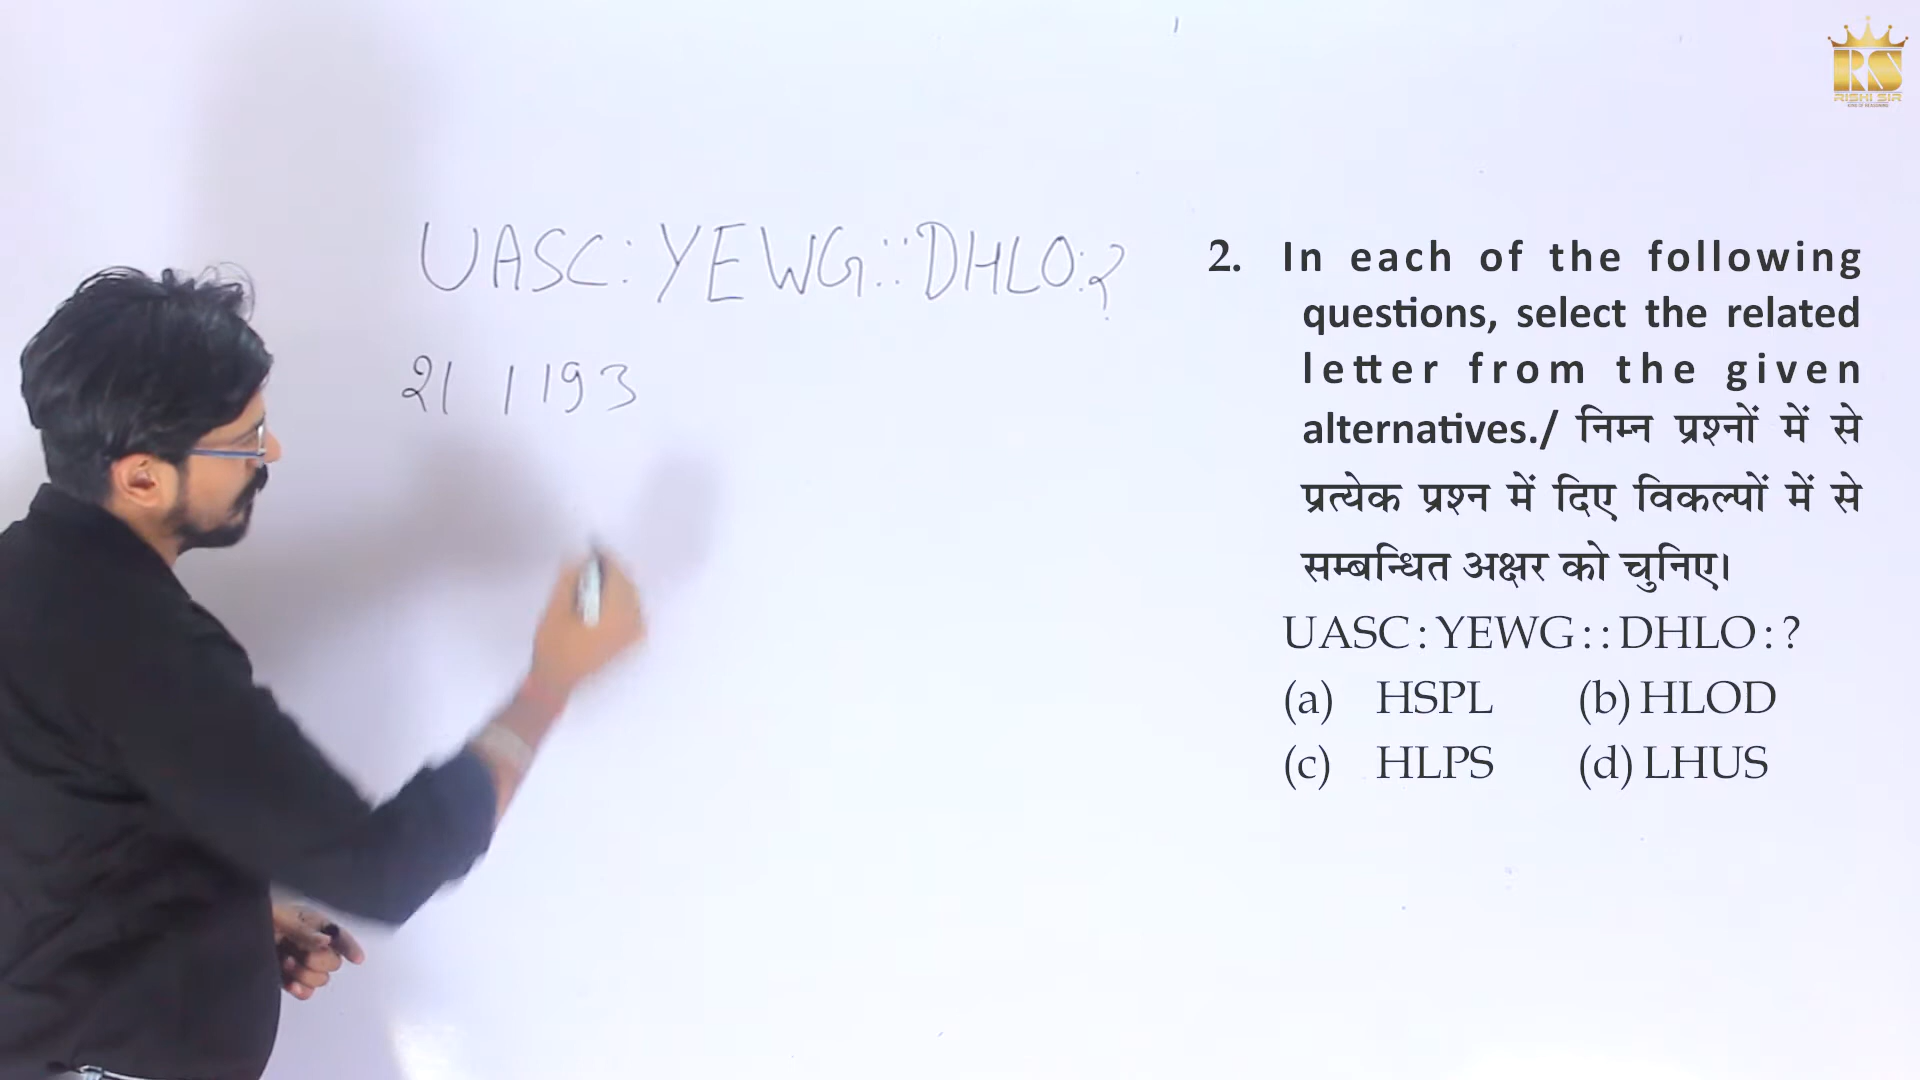 UASC:YEWG::DHLO:?
21 1 19 3
RS
RISHI SIR
2. In each of the following
questions, select the related
letter from the given
alternatives./ निम्न प्रश्नों में से
प्रत्येक प्रश्न में दिए विकल्पों में से
सम्बन्धित अक्षर को चुनिए।
UASC : YEWG : : DHLO : ?
(a) HSPL (b) HLOD
(c) HLPS (d) LHUS